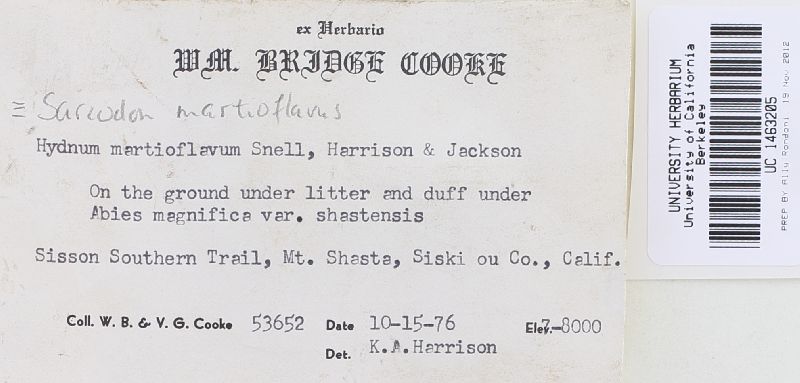 ex Herbario
WM. BRIDGE COOKE
≡ Sarcodon martioflavus
Hydnum martioflavum Snell, Harrison & Jackson
On the ground under litter and duff under
Abies magnifica var. shastensis
Sisson Southern Trail, Mt. Shasta, Siski ou Co., Calif.
Coll. W. B. & V. G. Cooke 53652 Date 10-15-76 Elev. 7-8000
Det. K.A.Harrison
UNIVERSITY HERBARIUM
University of California
Berkeley
UC 1463205
PREP BY Ally Rondoni 19 Nov 2012